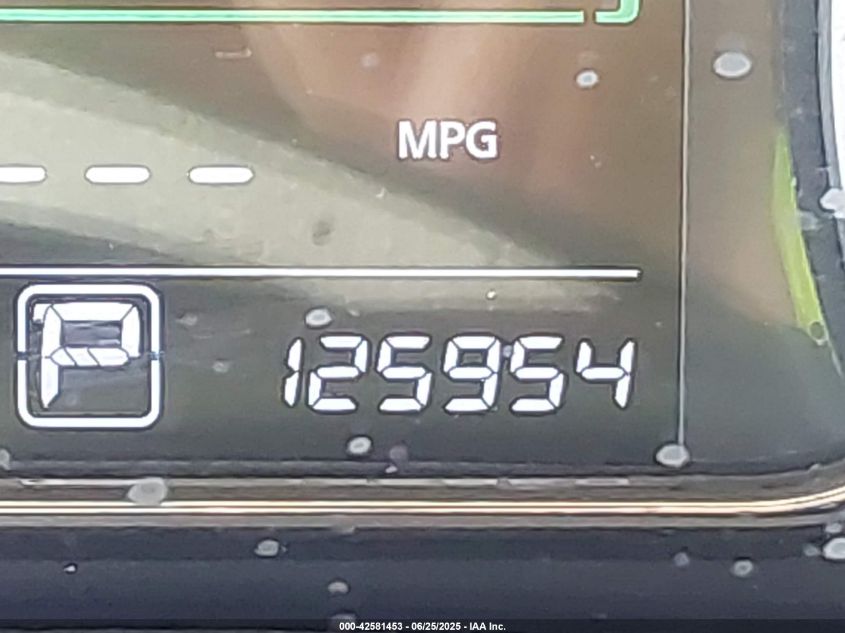 MPG
- - -
P 125954
000-42581453 - 06/25/2025 - IAA Inc.